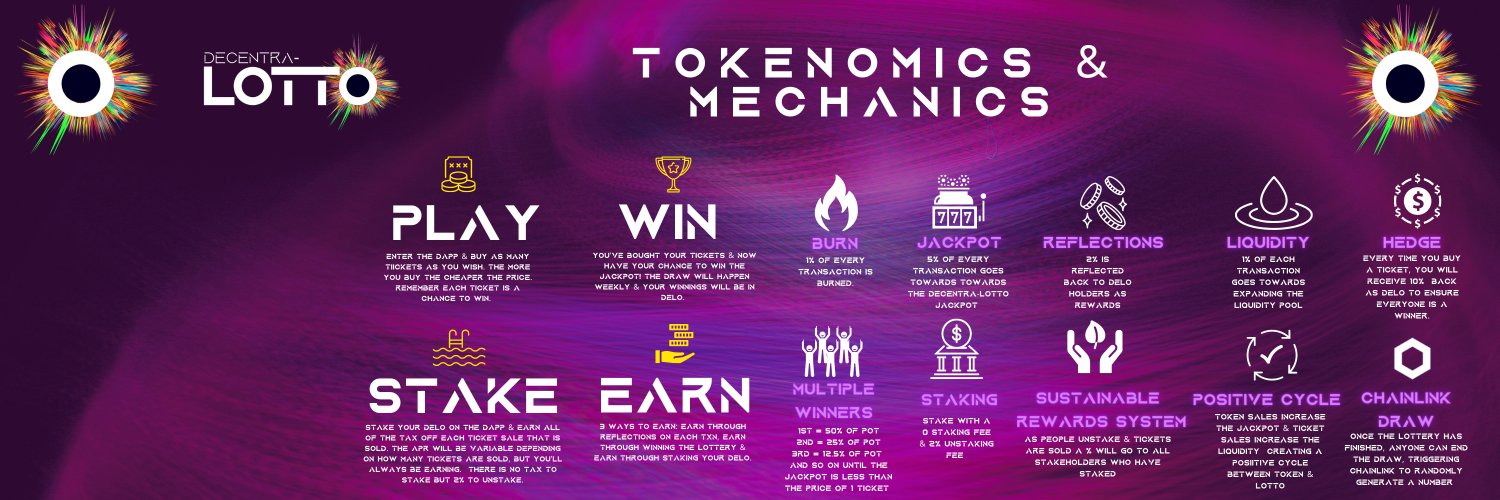 DECENTRA-
LOTTO
TOKENOMICS &
MECHANICS
PLAY
ENTER THE DAPP & BUY AS MANY
TIICKETS AS YOU WISH. THE MORE
YOU BUY THE CHEAPER THE PRICE.
REMEMBER EACH TICKET IS A
CHANCE TO WIN.
WIN
YOU'VE BOUGHT YOUR TICKETS & NOW
HAVE YOUR CHANCE TO WIN THE
JACKPOT! THE DRAW WILL HAPPEN
WEEKLY & YOUR WINNINGS WILL BE IN
DELO.
BURN
1% OF EVERY
TRANSACTION IS
BURNED.
JACKPOT
5% OF EVERY
TRANSACTION GOES
TOWARDS TOWARDS
THE DECENTRA-LOTTO
JACKPOT
REFLECTIONS
2% IS
REFLECTED
BACK TO DELO
HOLDERS AS
REWARDS
LIQUIDITY
1% OF EACH
TRANSACTION
GOES TOWARDS
EXPANDING THE
LIQUIDITY POOL
HEDGE
EVERY TIME YOU BUY
A TICKET, YOU WILL
RECEIVE 10% BACK
AS DELO TO ENSURE
EVERYONE IS A
WINNER.
STAKE
STAKE YOUR DELO ON THE DAPP & EARN ALL
OF THE TAX OFF EACH TICKET SALE THAT IS
SOLD. THE APR WILL BE VARIABLE DEPENDING
ON HOW MANY TICKETS ARE SOLD, BUT YOU'LL
ALWAYS BE EARNING. THERE IS NO TAX TO
STAKE BUT 2% TO UNSTAKE.
EARN
3 WAYS TO EARN: EARN THROUGH
REFLECTIONS ON EACH TXN, EARN
THROUGH WINNING THE LOTTERY &
EARN THROUGH STAKING YOUR DELO.
MULTIPLE
WINNERS
1ST = 50% OF POT
2ND = 25% OF POT
3RD = 12.5% OF POT
AND SO ON UNTIL THE
JACKPOT IS LESS THAN
THE PRICE OF 1 TICKET
STAKING
STAKE WITH A
0 STAKING FEE
& 2% UNSTAKING
FEE
SUSTAINABLE
REWARDS SYSTEM
AS PEOPLE UNSTAKE & TICKETS
ARE SOLD A % WILL GO TO ALL
STAKEHOLDERS WHO HAVE
STAKED
POSITIVE CYCLE
TOKEN SALES INCREASE
THE JACKPOT & TICKET
SALES INCREASE THE
LIQUIDITY CREATING A
POSIITIVE CYCLE
BETWEEN TOKEN &
LOTTO
CHAINLINK
DRAW
ONCE THE LOTTERY HAS
FINISHED, ANYONE CAN END
THE DRAW, TRIGGERING
CHAINLINK TO RANDOMLY
GENERATE A NUMBER